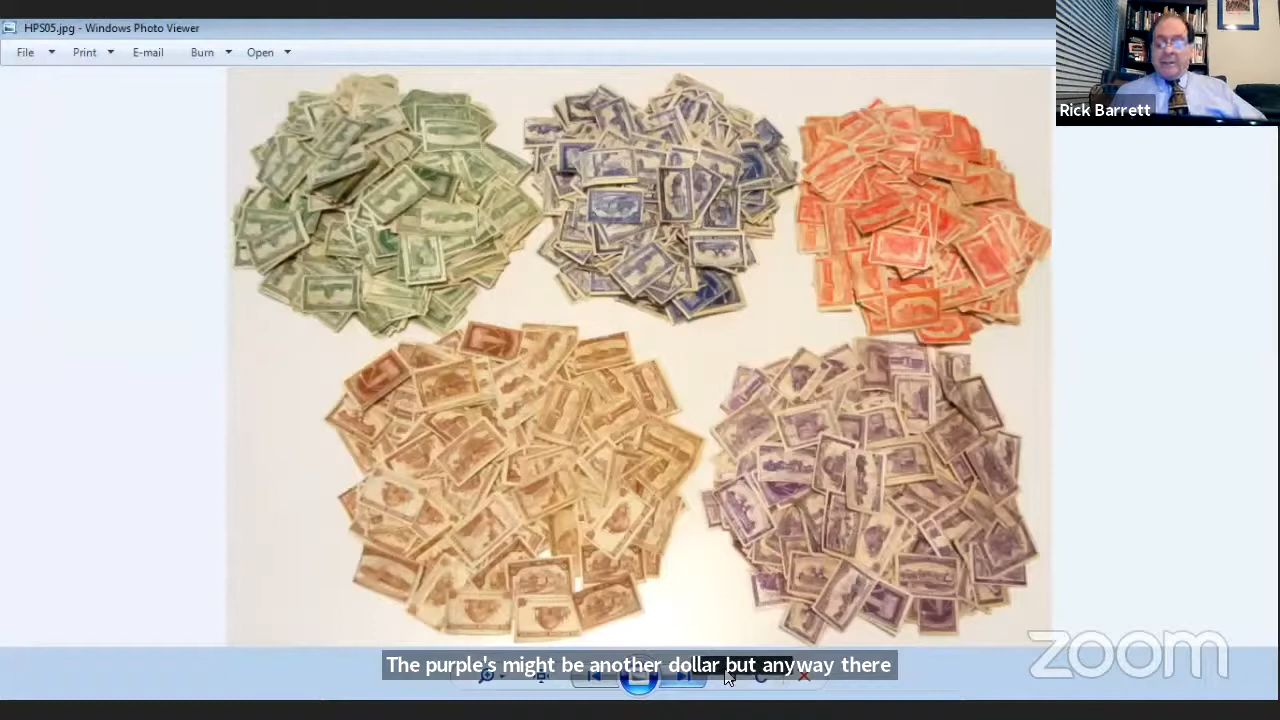 HPS05.jpg - Windows Photo Viewer
File Print E-mail Burn Open
Rick Barrett
zoom
The purple's might be another dollar but anyway there